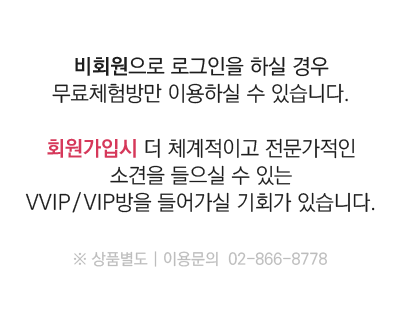 비회원으로 로그인을 하실 경우
무료체험방만 이용하실 수 있습니다.
회원가입시 더 체계적이고 전문가적인
소견을 들으실 수 있는
VVIP/VIP방을 들어가실 기회가 있습니다.
※ 상품별도 | 이용문의 02-866-8778